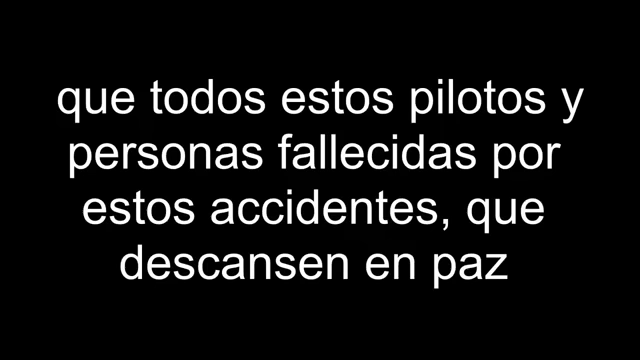 que todos estos pilotos y
personas fallecidas por
estos accidentes, que
descansen en paz